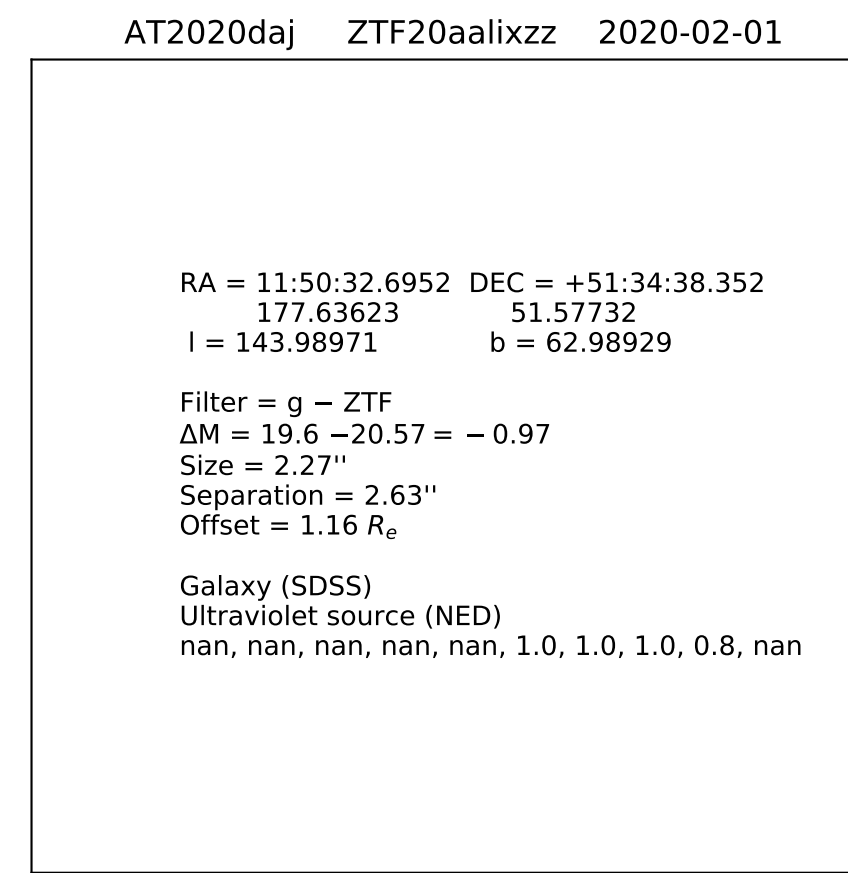 AT2020daj ZTF20aalixzz 2020-02-01
RA = 11:50:32.6952 DEC = +51:34:38.352
177.63623 51.57732
l = 143.98971 b = 62.98929
Filter = g − ZTF
ΔM = 19.6 −20.57 = − 0.97
Size = 2.27''
Separation = 2.63''
Offset = 1.16 Re
Galaxy (SDSS)
Ultraviolet source (NED)
nan, nan, nan, nan, nan, 1.0, 1.0, 1.0, 0.8, nan